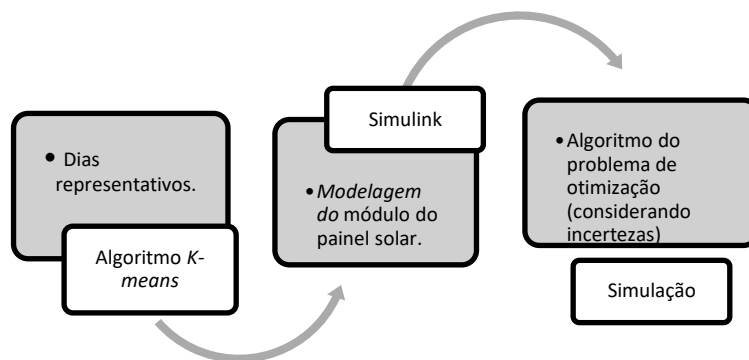 • Dias
representativos.
Algoritmo K-
means
Simulink
•Modelagem
do módulo do
painel solar.
•Algoritmo do
problema de
otimização
(considerando
incertezas)
Simulação